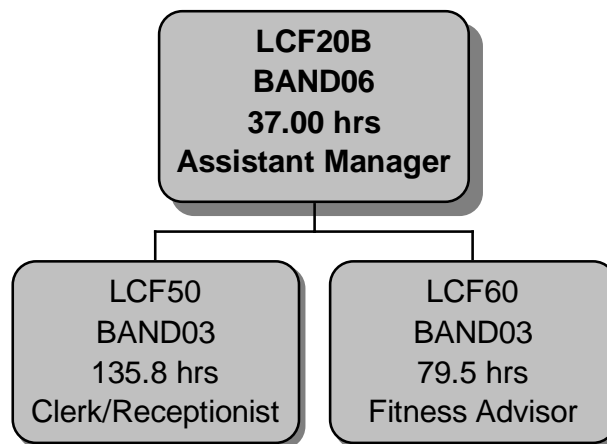 LCF20B
BAND06
37.00 hrs
Assistant Manager
LCF50
BAND03
135.8 hrs
Clerk/Receptionist
LCF60
BAND03
79.5 hrs
Fitness Advisor